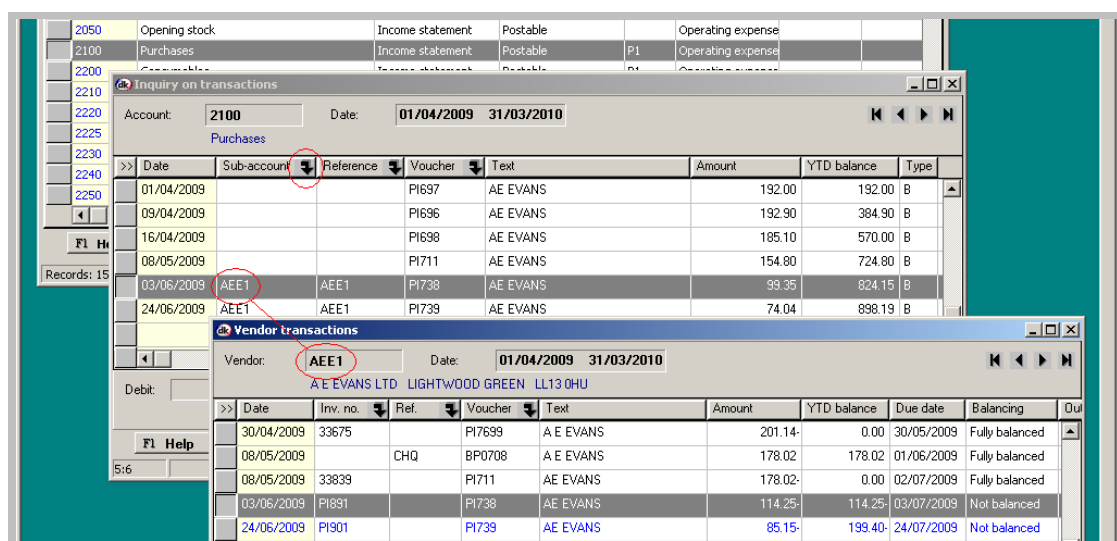 2050 Opening stock Income statement Postable Operating expense
2100 Purchases Income statement Postable P1 Operating expense
2200
2210
2220
2225
2230
2240
2250
F1
Records: 15
dk Inquiry on transactions
Account: 2100 Date: 01/04/2009 31/03/2010
Purchases
>> Date Sub-account Reference Voucher Text Amount YTD balance Type
01/04/2009 PI697 AE EVANS 192.00 192.00 B
09/04/2009 PI696 AE EVANS 192.90 384.90 B
16/04/2009 PI698 AE EVANS 185.10 570.00 B
08/05/2009 PI711 AE EVANS 154.80 724.80 B
03/06/2009 AEE1 AEE1 PI738 AE EVANS 99.35 824.15 B
24/06/2009 AEE1 AEE1 PI739 AE EVANS 74.04 898.19 B
Debit:
F1 Help
5:6
dk Vendor transactions
Vendor: AEE1 Date: 01/04/2009 31/03/2010
A E EVANS LTD LIGHTWOOD GREEN LL13 0HU
>> Date Inv. no. Ref. Voucher Text Amount YTD balance Due date Balancing
30/04/2009 33675 PI7699 A E EVANS 201.14- 0.00 30/05/2009 Fully balanced
08/05/2009 CHQ BP0708 A E EVANS 178.02 178.02 01/06/2009 Fully balanced
08/05/2009 33839 PI711 AE EVANS 178.02- 0.00 02/07/2009 Fully balanced
03/06/2009 PI891 PI738 AE EVANS 114.25- 114.25- 03/07/2009 Not balanced
24/06/2009 PI901 PI739 AE EVANS 85.15- 199.40- 24/07/2009 Not balanced